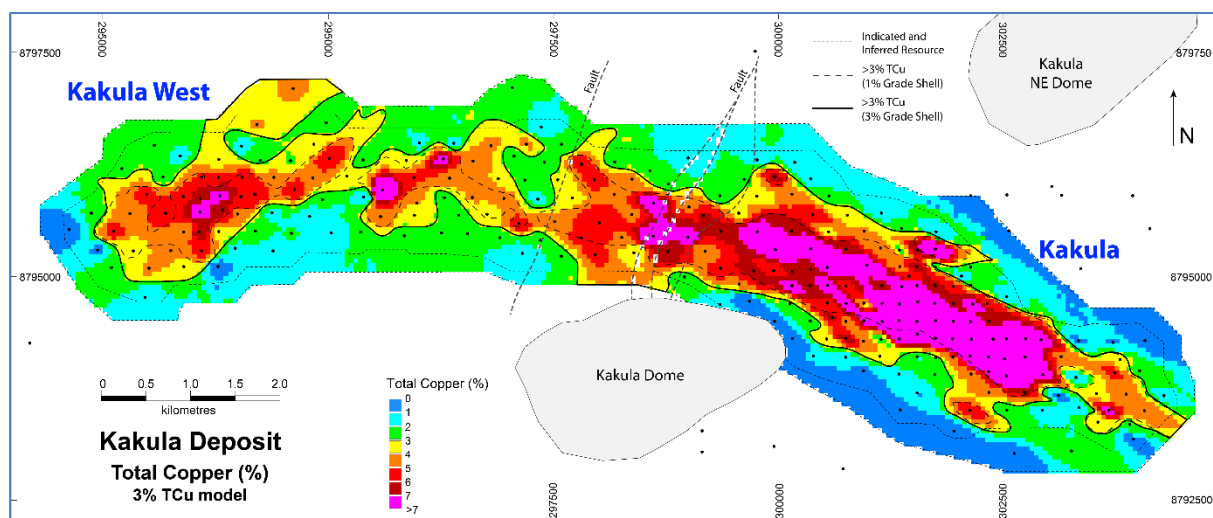 295000
295000
297500
300000
302500
8797500
8797500
Kakula West
Fault
Fault
Indicated and
Inferred Resource
>3% TCu
(1% Grade Shell)
>3% TCu
(3% Grade Shell)
Kakula
NE Dome
N
Kakula
8795000
8795000
Kakula Dome
0 0.5 1.0 1.5 2.0
kilometres
Kakula Deposit
Total Copper (%)
3% TCu model
Total Copper (%)
0
1
2
3
4
5
6
7
>7
8792500
297500
300000
302500